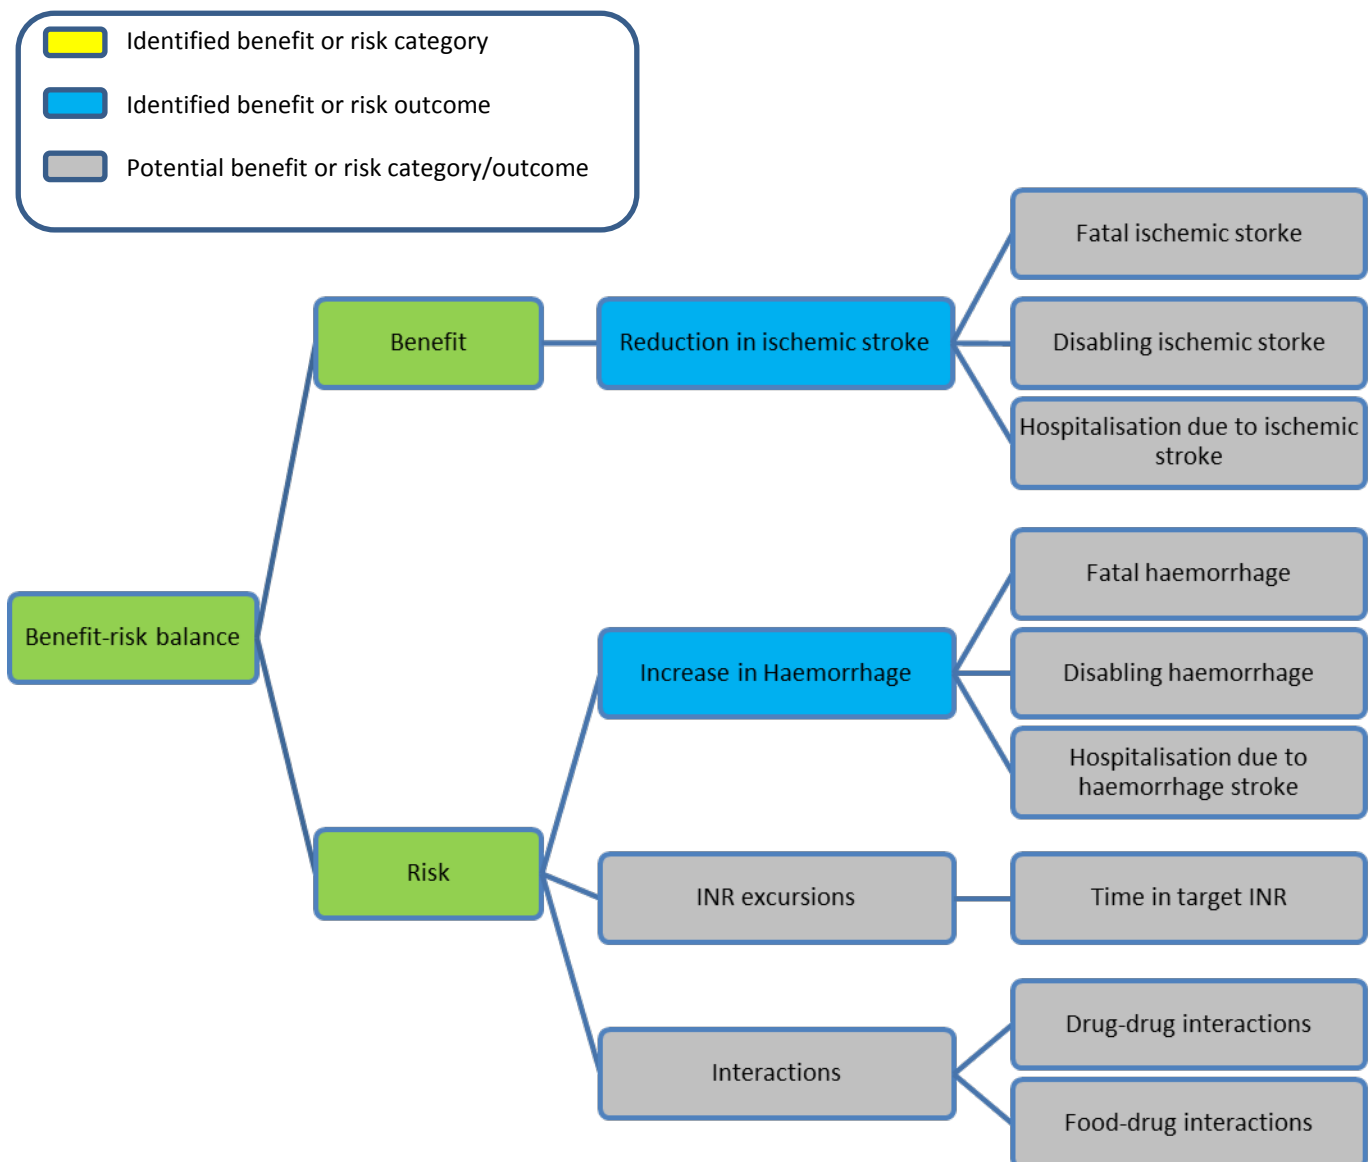 Identified benefit or risk category
Identified benefit or risk outcome
Potential benefit or risk category/outcome
Fatal ischemic storke
Benefit
Reduction in ischemic stroke
Disabling ischemic storke
Hospitalisation due to ischemic
stroke
Fatal haemorrhage
Benefit-risk balance
Increase in Haemorrhage
Disabling haemorrhage
Hospitalisation due to
haemorrhage stroke
Risk
INR excursions
Time in target INR
Drug-drug interactions
Interactions
Food-drug interactions